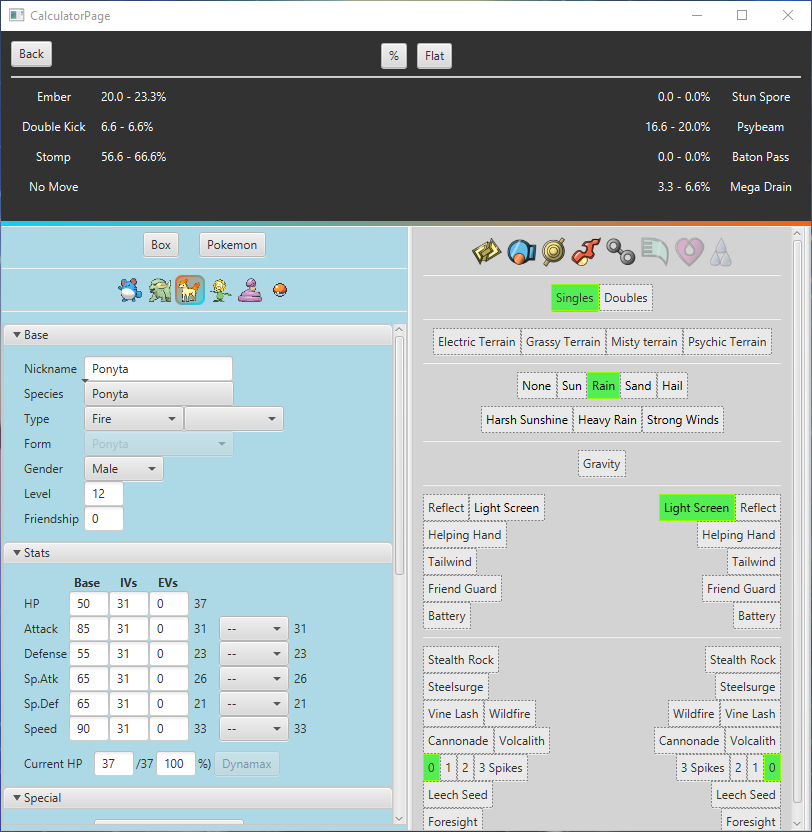 CalculatorPage
Back % Flat
Ember 20.0 - 23.3% 0.0 - 0.0% Stun Spore
Double Kick 6.6 - 6.6% 16.6 - 20.0% Psybeam
Stomp 56.6 - 66.6% 0.0 - 0.0% Baton Pass
No Move 3.3 - 6.6% Mega Drain
Box Pokemon
Base
Nickname Ponyta
Species Ponyta
Type Fire
Form Ponyta
Gender Male
Level 12
Friendship 0
Stats
Base IVs EVs
HP 50 31 0 37
Attack 85 31 0 31 -- 31
Defense 55 31 0 23 -- 23
Sp.Atk 65 31 0 26 -- 26
Sp.Def 65 31 0 21 -- 21
Speed 90 31 0 33 -- 33
Current HP 37 /37 100 %) Dynamax
Special
Singles Doubles
Electric Terrain Grassy Terrain Misty terrain Psychic Terrain
None Sun Rain Sand Hail
Harsh Sunshine Heavy Rain Strong Winds
Gravity
Reflect Light Screen Light Screen Reflect
Helping Hand Helping Hand
Tailwind Tailwind
Friend Guard Friend Guard
Battery Battery
Stealth Rock Stealth Rock
Steelsurge Steelsurge
Vine Lash Wildfire Wildfire Vine Lash
Cannonade Volcalith Cannonade Volcalith
0 1 2 3 Spikes 3 Spikes 2 1 0
Leech Seed Leech Seed
Foresight Foresight